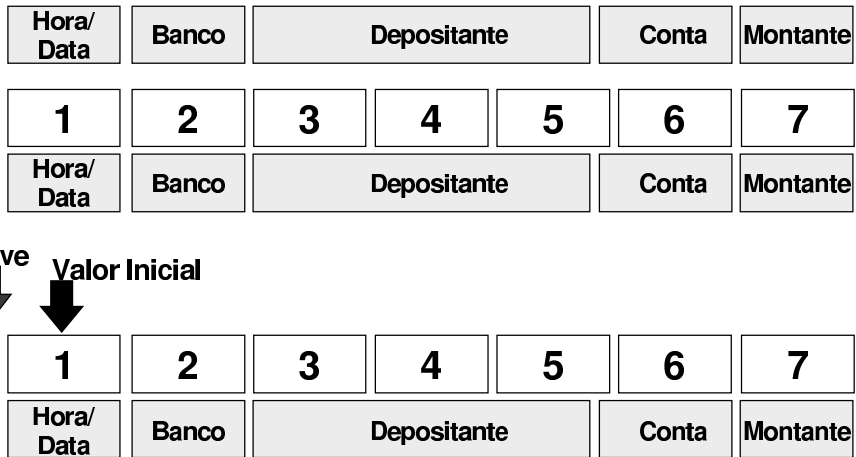 Hora/ Data Banco Depositante Conta Montante
1 2 3 4 5 6 7
Hora/ Data Banco Depositante Conta Montante
ve Valor Inicial
1 2 3 4 5 6 7
Hora/ Data Banco Depositante Conta Montante